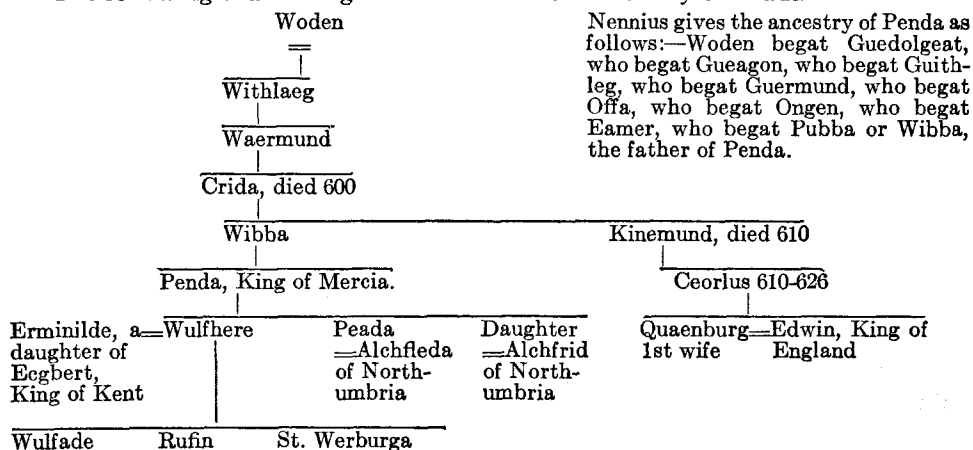 Woden
Nennius gives the ancestry of Penda as
follows:—Woden begat Guedolgeat,
who begat Gueagon, who begat Guith-
leg, who begat Guermund, who begat
Offa, who begat Ongen, who begat
Eamer, who begat Pubba or Wibba,
the father of Penda.
Withlaeg
Waermund
Crida, died 600
Wibba
Kinemund, died 610
Penda, King of Mercia.
Ceorlus 610-626
Erminilde, a=Wulfhere
daughter of
Ecgbert,
King of Kent
Peada
=Alchfleda
of North-
umbria
Daughter
=Alchfrid
of North-
umbria
Quaenburg=Edwin, King of
1st wife England
Wulfade Rufin St. Werburga